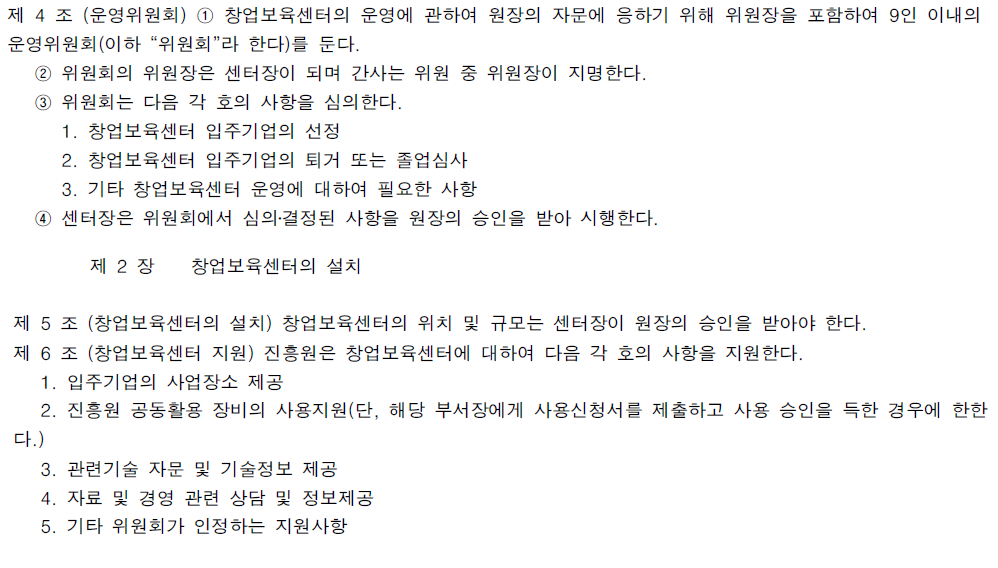 제 4 조 (운영위원회) ① 창업보육센터의 운영에 관하여 원장의 자문에 응하기 위해 위원장을 포함하여 9인 이내의
운영위원회(이하 “위원회”라 한다)를 둔다.
② 위원회의 위원장은 센터장이 되며 간사는 위원 중 위원장이 지명한다.
③ 위원회는 다음 각 호의 사항을 심의한다.
1. 창업보육센터 입주기업의 선정
2. 창업보육센터 입주기업의 퇴거 또는 졸업심사
3. 기타 창업보육센터 운영에 대하여 필요한 사항
④ 센터장은 위원회에서 심의·결정된 사항을 원장의 승인을 받아 시행한다.
제 2 장 창업보육센터의 설치
제 5 조 (창업보육센터의 설치) 창업보육센터의 위치 및 규모는 센터장이 원장의 승인을 받아야 한다.
제 6 조 (창업보육센터 지원) 진흥원은 창업보육센터에 대하여 다음 각 호의 사항을 지원한다.
1. 입주기업의 사업장소 제공
2. 진흥원 공동활용 장비의 사용지원(단, 해당 부서장에게 사용신청서를 제출하고 사용 승인을 득한 경우에 한한
다.)
3. 관련기술 자문 및 기술정보 제공
4. 자료 및 경영 관련 상담 및 정보제공
5. 기타 위원회가 인정하는 지원사항